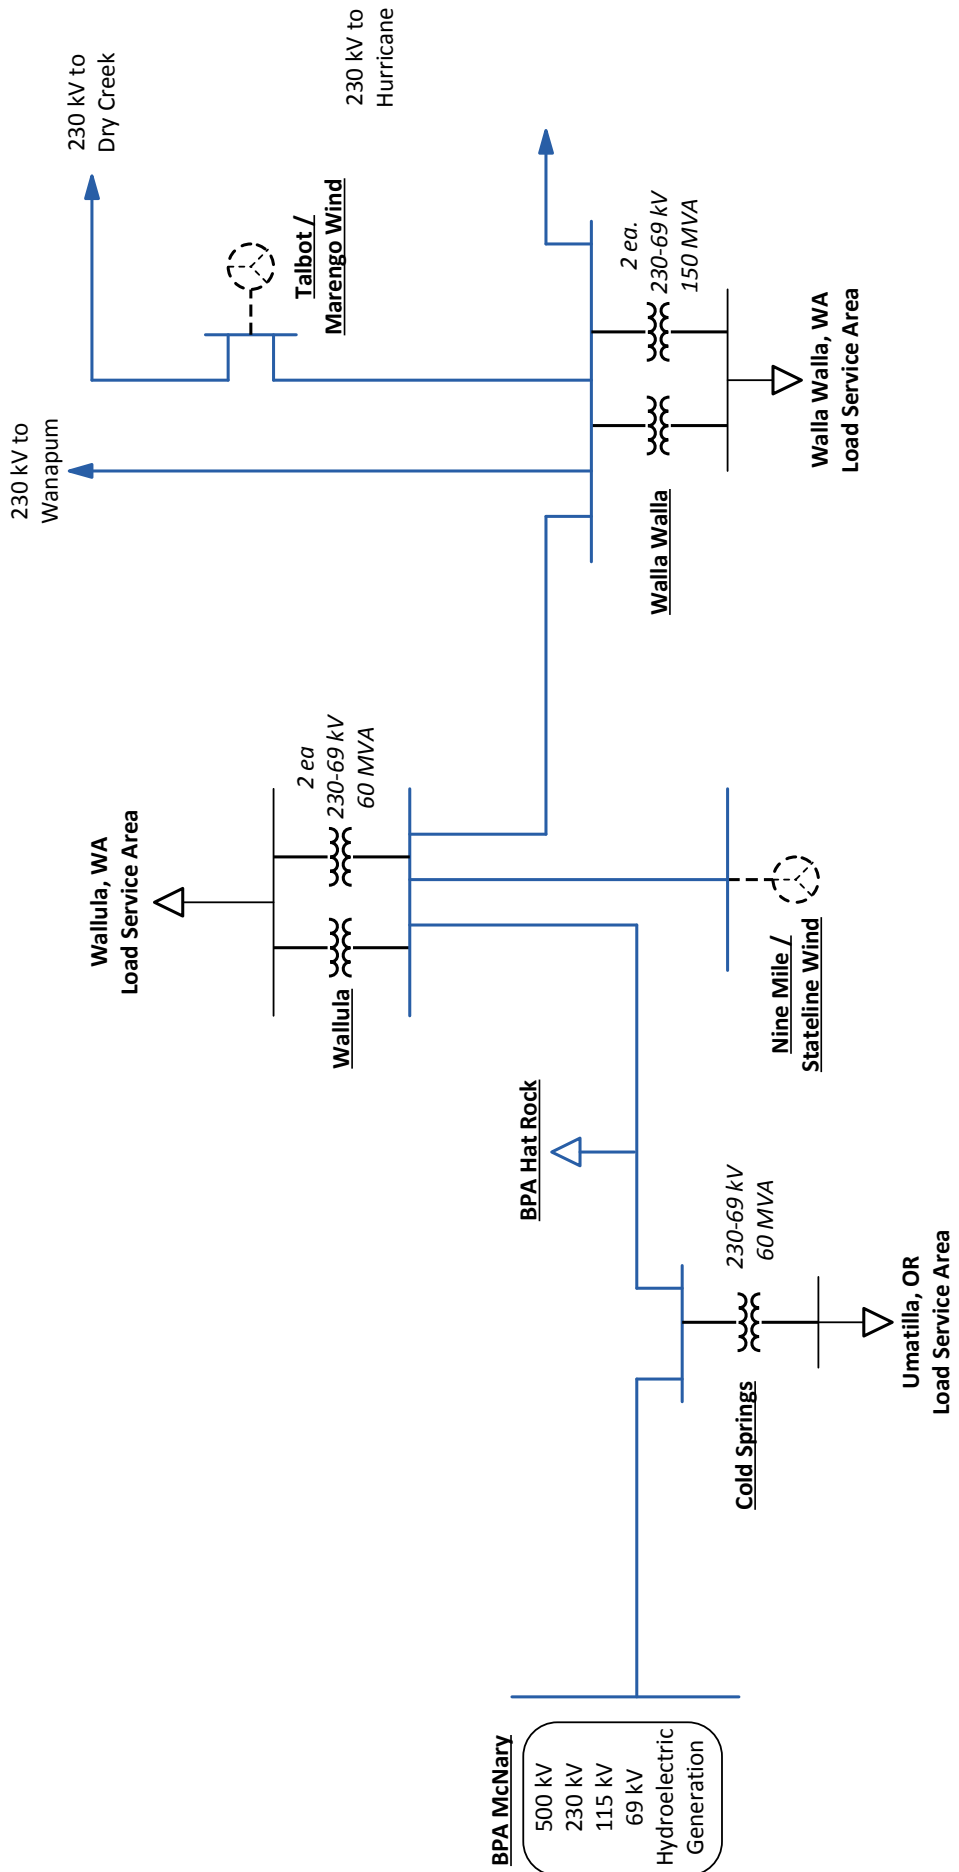 BPA McNary
500 kV
230 kV
115 kV
69 kV
Hydroelectric
Generation
Cold Springs
230-69 kV
60 MVA
Umatilla, OR
Load Service Area
BPA Hat Rock
Wallula, WA
Load Service Area
Wallula
2 ea
230-69 kV
60 MVA
Nine Mile /
Stateline Wind
230 kV to
Wanapum
Walla Walla
2 ea.
230-69 kV
150 MVA
Walla Walla, WA
Load Service Area
Talbot /
Marengo Wind
230 kV to
Dry Creek
230 kV to
Hurricane